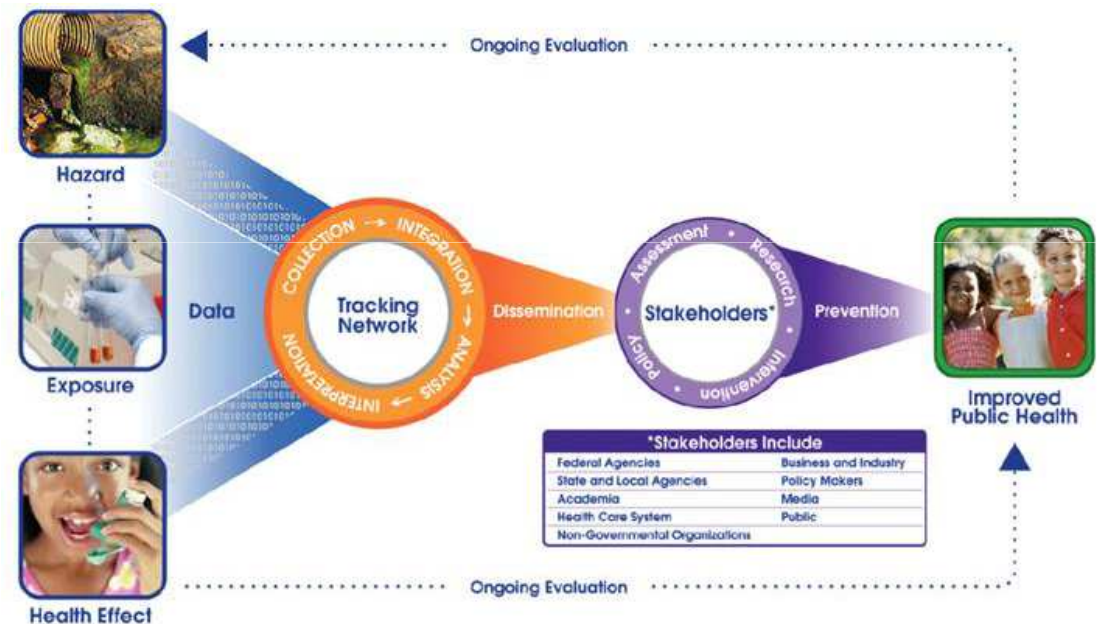 Ongoing Evaluation
Hazard
Exposure
Health Effect
Data
COLLECTION → INTEGRATION → ANALYSIS → INTERPRETATION
Tracking
Network
Dissemination
Assessment • Research • Intervention • Policy •
Stakeholders*
Prevention
Improved
Public Health
*Stakeholders Include
Federal Agencies
State and Local Agencies
Academia
Health Care System
Non-Governmental Organizations
Business and Industry
Policy Makers
Media
Public
Ongoing Evaluation